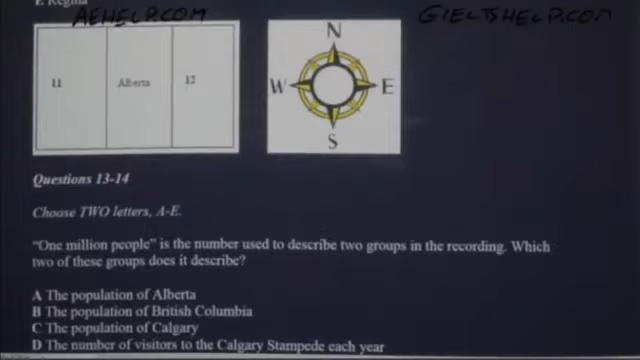 F Regina
AEHELP.COM
GIELTSHELP.COM
N
11
Alberta
12
W
E
S
Questions 13-14
Choose TWO letters, A-E.
"One million people" is the number used to describe two groups in the recording. Which
two of these groups does it describe?
A The population of Alberta
B The population of British Columbia
C The population of Calgary
D The number of visitors to the Calgary Stampede each year